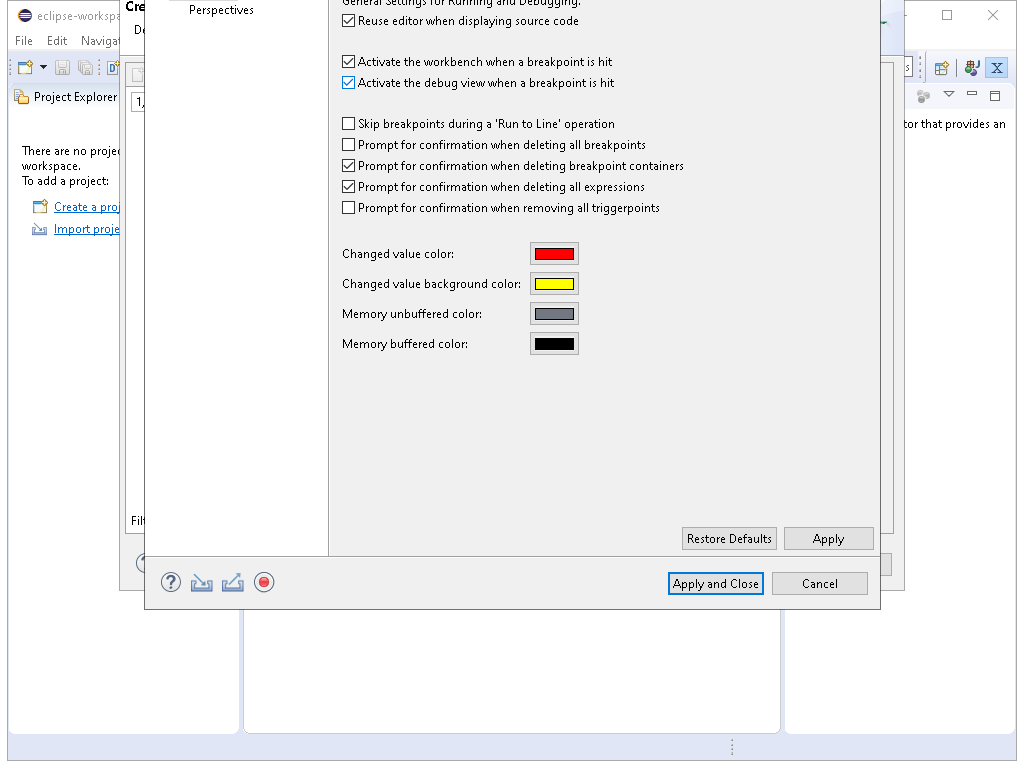 eclipse-workspa
File Edit Navigat
Project Explorer
There are no projec
workspace.
To add a project:
Create a proj
Import proje
Cre
De
1,
Filt
Perspectives
General Settings for Running and Debugging.
Reuse editor when displaying source code
Activate the workbench when a breakpoint is hit
Activate the debug view when a breakpoint is hit
Skip breakpoints during a 'Run to Line' operation
Prompt for confirmation when deleting all breakpoints
Prompt for confirmation when deleting breakpoint containers
Prompt for confirmation when deleting all expressions
Prompt for confirmation when removing all triggerpoints
Changed value color:
Changed value background color:
Memory unbuffered color:
Memory buffered color:
Restore Defaults Apply
Apply and Close Cancel
s
X
tor that provides an